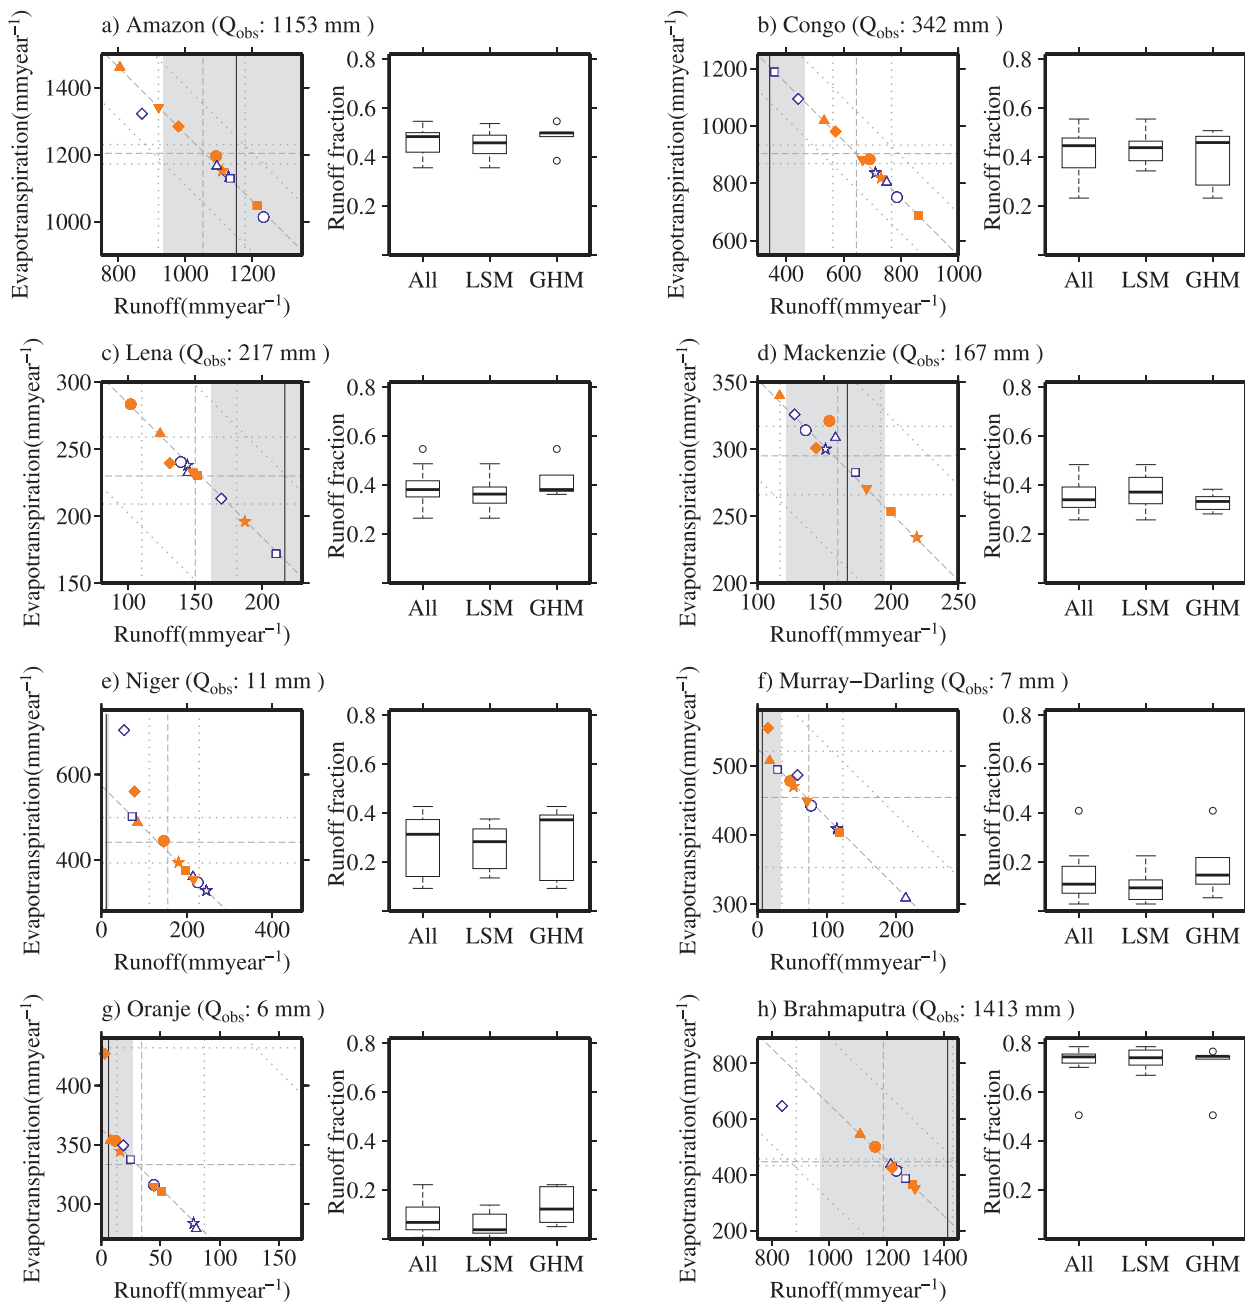 a) Amazon (Qobs: 1153 mm )
Evapotranspiration(mmyear−1)
1400
1200
1000
800 1000 1200
Runoff(mmyear−1)
Runoff fraction
0.8
0.6
0.4
0.2
All LSM GHM
b) Congo (Qobs: 342 mm )
Evapotranspiration(mmyear−1)
1200
1000
800
600
400 600 800 1000
Runoff(mmyear−1)
Runoff fraction
0.8
0.6
0.4
0.2
All LSM GHM
c) Lena (Qobs: 217 mm )
Evapotranspiration(mmyear−1)
300
250
200
150
100 150 200
Runoff(mmyear−1)
Runoff fraction
0.8
0.6
0.4
0.2
All LSM GHM
d) Mackenzie (Qobs: 167 mm )
Evapotranspiration(mmyear−1)
350
300
250
200
100 150 200 250
Runoff(mmyear−1)
Runoff fraction
0.8
0.6
0.4
0.2
All LSM GHM
e) Niger (Qobs: 11 mm )
Evapotranspiration(mmyear−1)
600
400
0 200 400
Runoff(mmyear−1)
Runoff fraction
0.8
0.6
0.4
0.2
All LSM GHM
f) Murray−Darling (Qobs: 7 mm )
Evapotranspiration(mmyear−1)
500
400
300
0 100 200
Runoff(mmyear−1)
Runoff fraction
0.8
0.6
0.4
0.2
All LSM GHM
g) Oranje (Qobs: 6 mm )
Evapotranspiration(mmyear−1)
400
350
300
0 50 100 150
Runoff(mmyear−1)
Runoff fraction
0.8
0.6
0.4
0.2
All LSM GHM
h) Brahmaputra (Qobs: 1413 mm )
Evapotranspiration(mmyear−1)
800
600
400
200
800 1000 1200 1400
Runoff(mmyear−1)
Runoff fraction
0.8
0.6
0.4
0.2
All LSM GHM